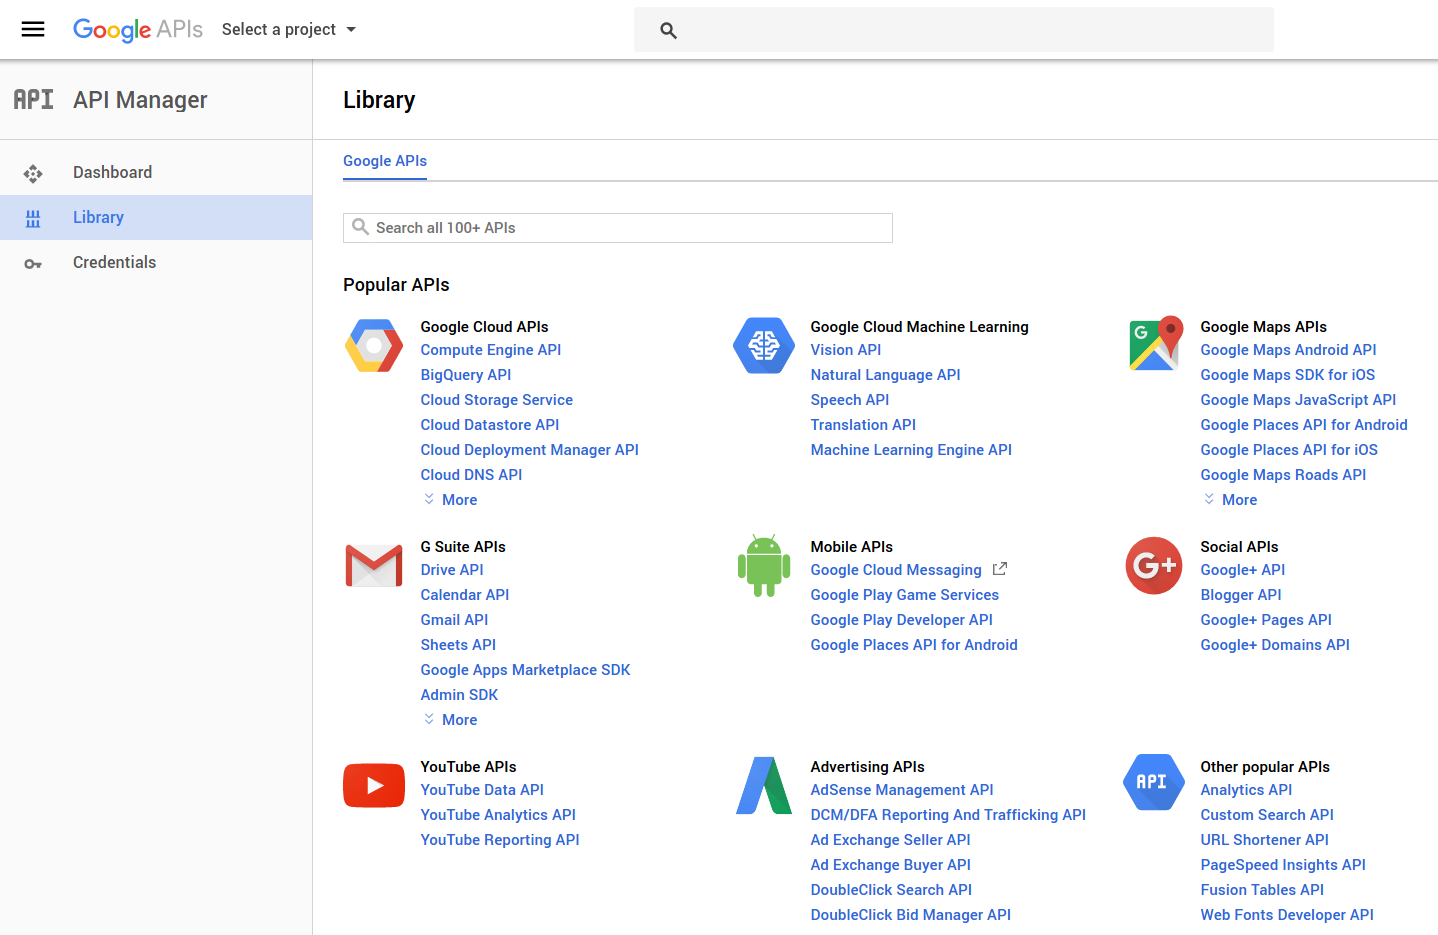 Google APIs Select a project
API API Manager
Dashboard
Library
Credentials
Library
Google APIs
Search all 100+ APIs
Popular APIs
Google Cloud APIs
Compute Engine API
BigQuery API
Cloud Storage Service
Cloud Datastore API
Cloud Deployment Manager API
Cloud DNS API
More
Google Cloud Machine Learning
Vision API
Natural Language API
Speech API
Translation API
Machine Learning Engine API
G
Google Maps APIs
Google Maps Android API
Google Maps SDK for iOS
Google Maps JavaScript API
Google Places API for Android
Google Places API for iOS
Google Maps Roads API
More
G Suite APIs
Drive API
Calendar API
Gmail API
Sheets API
Google Apps Marketplace SDK
Admin SDK
More
Mobile APIs
Google Cloud Messaging
Google Play Game Services
Google Play Developer API
Google Places API for Android
G+
Social APIs
Google+ API
Blogger API
Google+ Pages API
Google+ Domains API
YouTube APIs
YouTube Data API
YouTube Analytics API
YouTube Reporting API
Advertising APIs
AdSense Management API
DCM/DFA Reporting And Trafficking API
Ad Exchange Seller API
Ad Exchange Buyer API
DoubleClick Search API
DoubleClick Bid Manager API
API
Other popular APIs
Analytics API
Custom Search API
URL Shortener API
PageSpeed Insights API
Fusion Tables API
Web Fonts Developer API